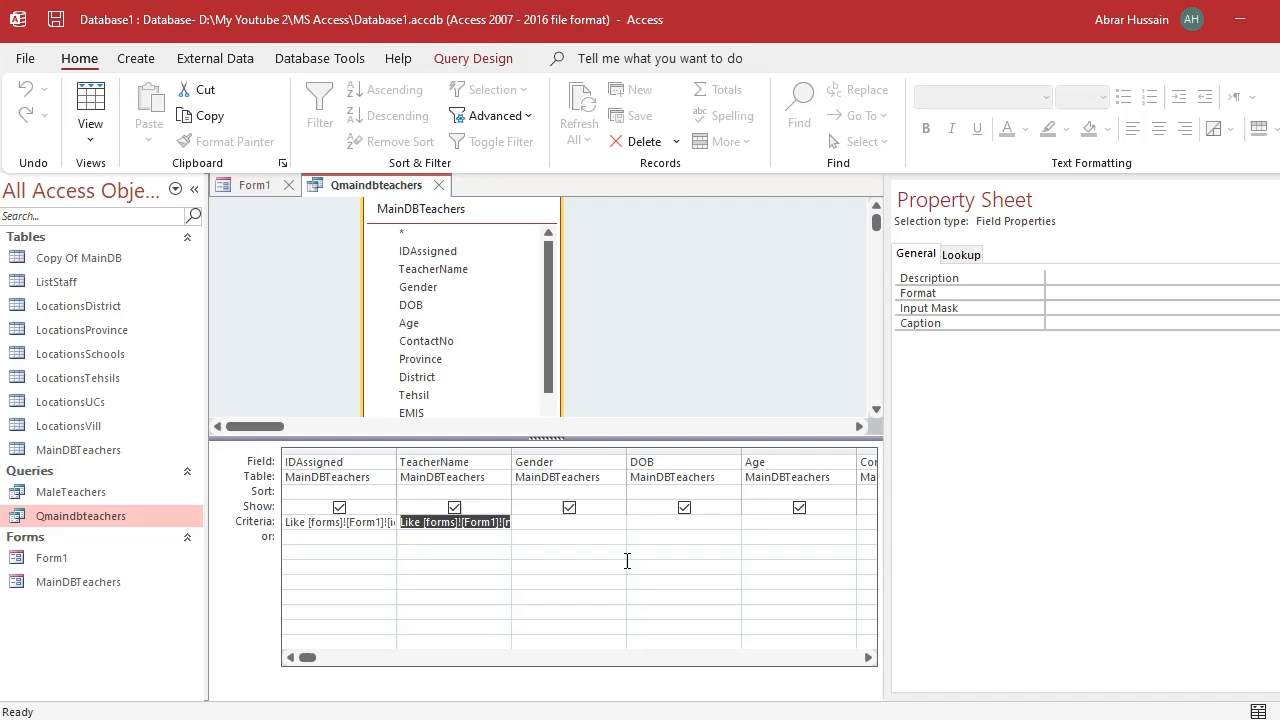 Database1 : Database- D:\My Youtube 2\MS Access\Database1.accdb (Access 2007 - 2016 file format) - Access
Abrar Hussain
AH
File Home Create External Data Database Tools Help Query Design Tell me what you want to do
View
Paste
Cut
Copy
Format Painter
Filter
Ascending
Descending
Remove Sort
Selection
Advanced
Toggle Filter
Refresh
All
New
Save
Delete
Totals
Spelling
More
Find
Replace
Go To
Select
B I U
Undo Views Clipboard Sort & Filter Records Find Text Formatting
All Access Obje...
Search...
Tables
Copy Of MainDB
ListStaff
LocationsDistrict
LocationsProvince
LocationsSchools
LocationsTehsils
LocationsUCs
LocationsVill
MainDBTeachers
Queries
MaleTeachers
Qmaindbteachers
Forms
Form1
MainDBTeachers
Form1 Qmaindbteachers
MainDBTeachers
*
IDAssigned
TeacherName
Gender
DOB
Age
ContactNo
Province
District
Tehsil
EMIS
Field: IDAssigned TeacherName Gender DOB Age Cor
Table: MainDBTeachers MainDBTeachers MainDBTeachers MainDBTeachers MainDBTeachers Ma
Sort:
Show:
Criteria: Like [forms]![Form1]![i Like [forms]![Form1]![n
or:
Property Sheet
Selection type: Field Properties
General Lookup
Description
Format
Input Mask
Caption
Ready